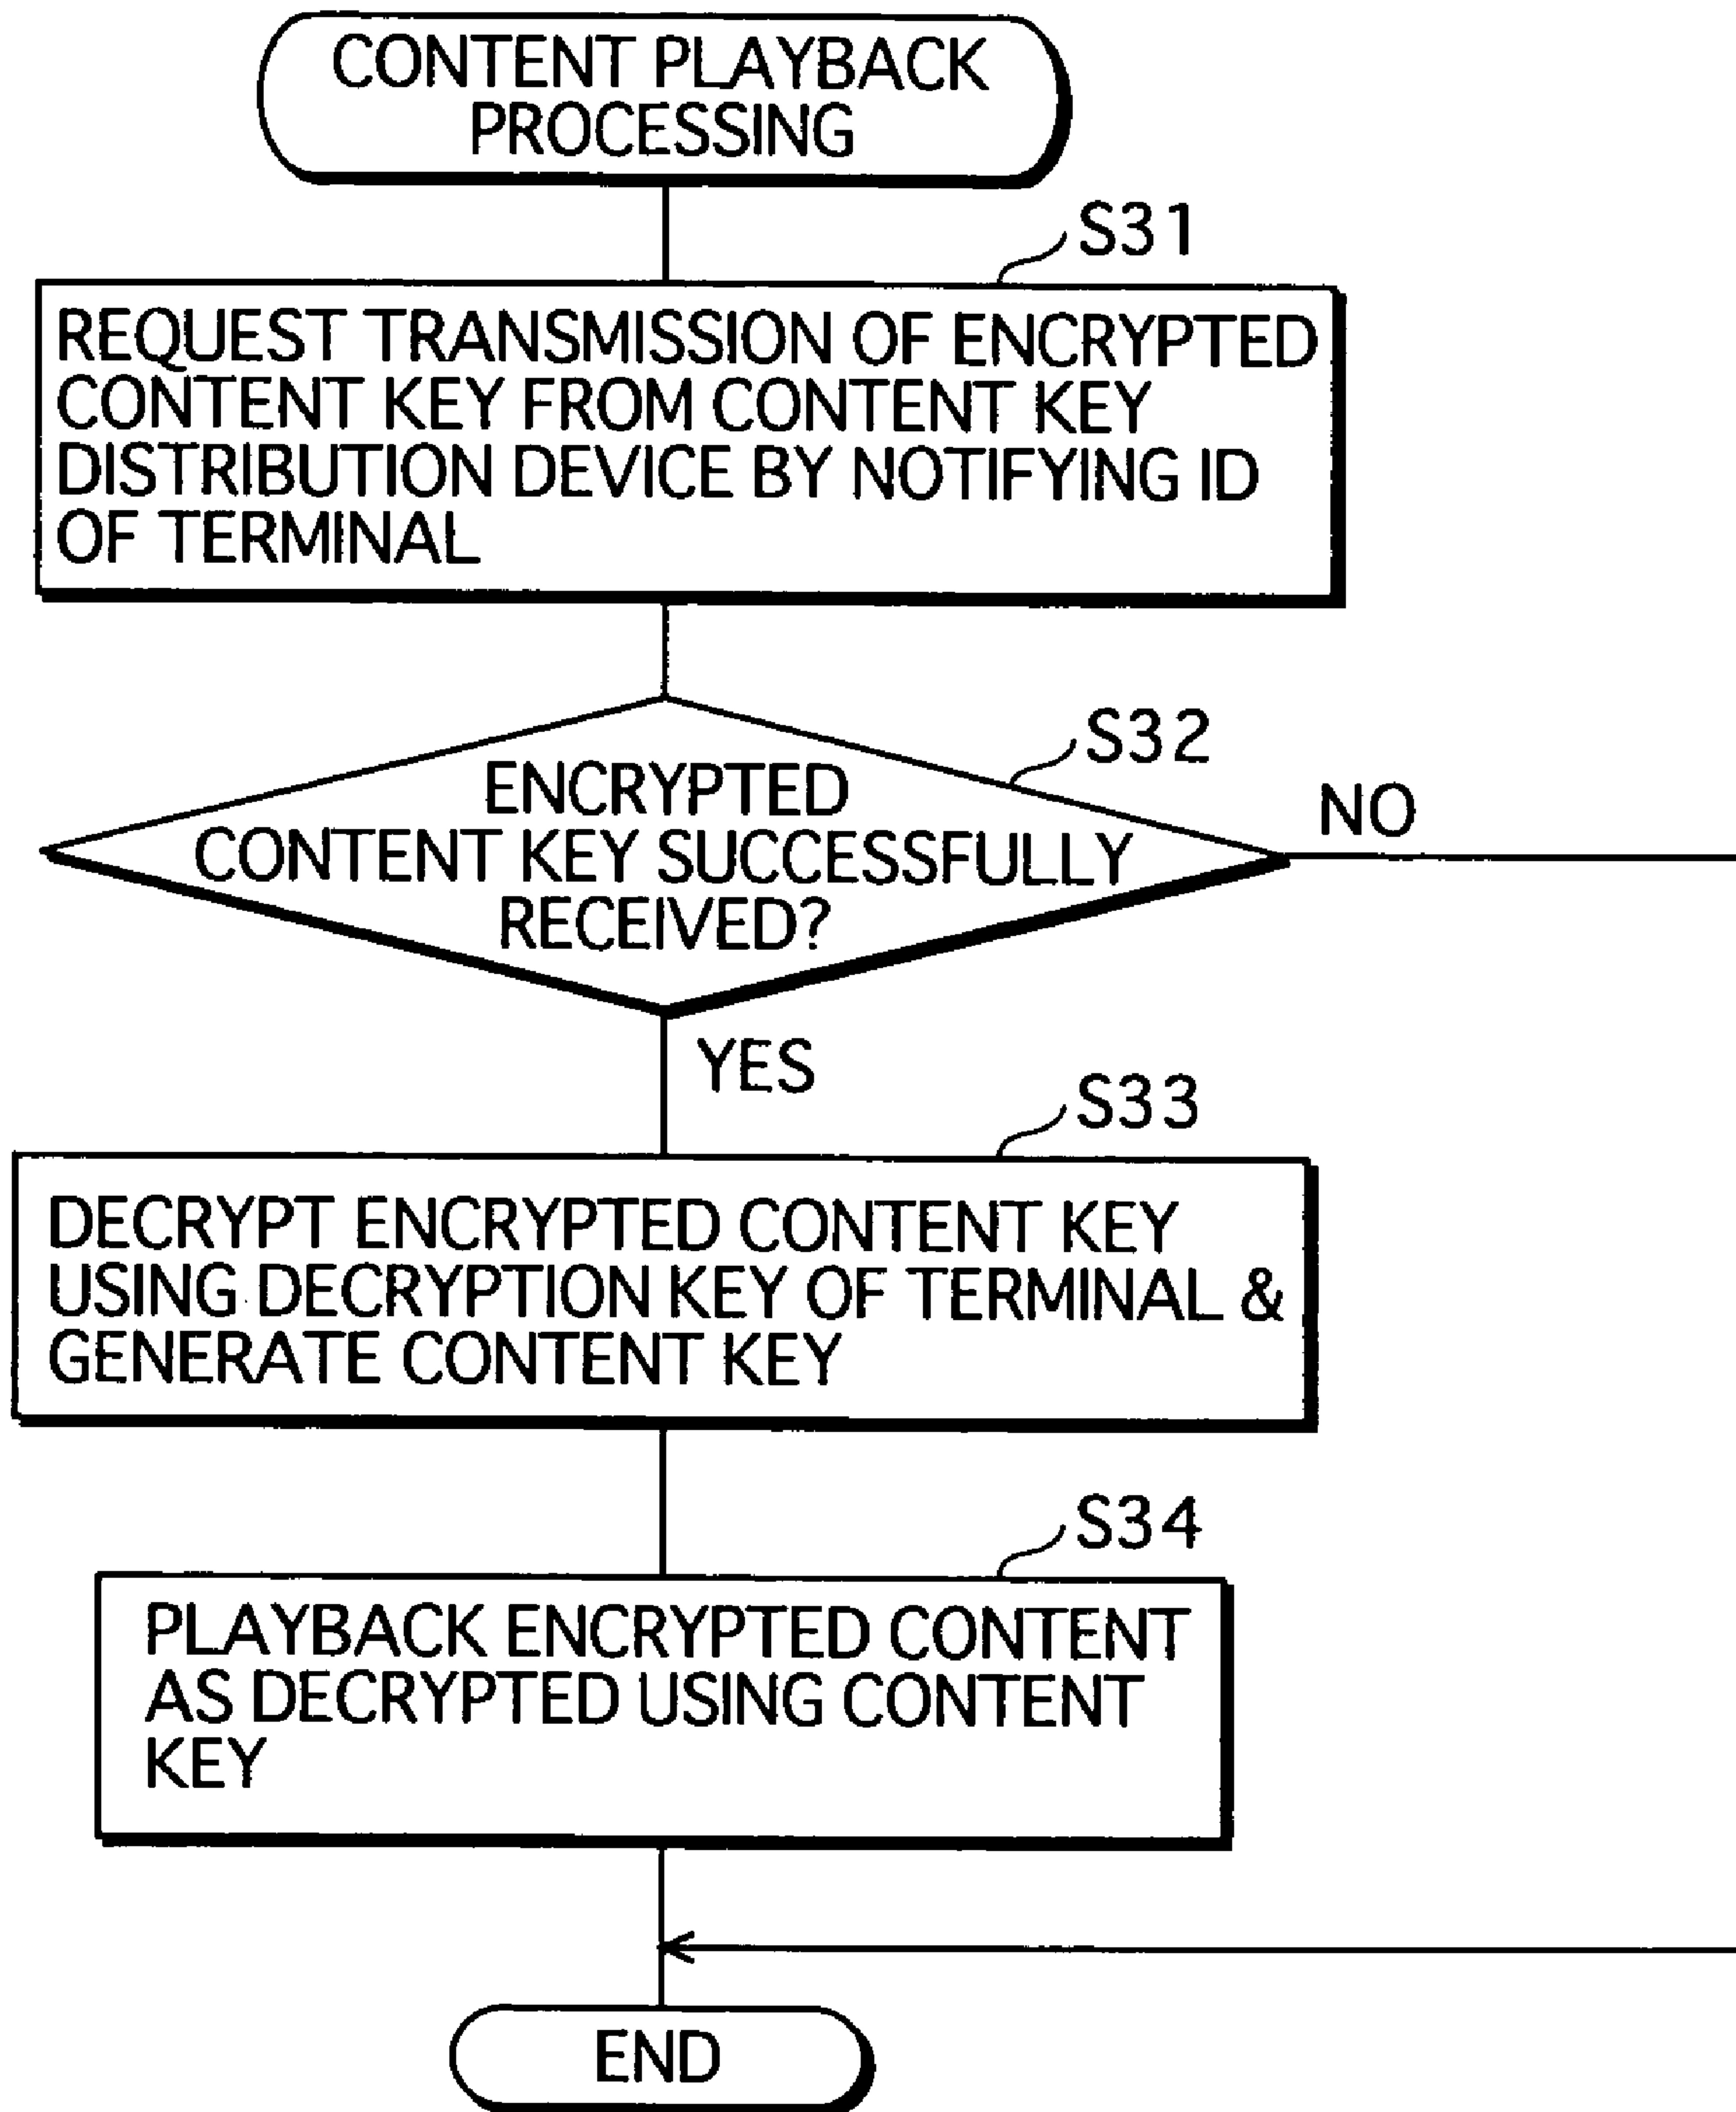 CONTENT PLAYBACK
PROCESSING
S31
REQUEST TRANSMISSION OF ENCRYPTED
CONTENT KEY FROM CONTENT KEY
DISTRIBUTION DEVICE BY NOTIFYING ID
OF TERMINAL
S32
ENCRYPTED
CONTENT KEY SUCCESSFULLY
RECEIVED?
NO
YES
S33
DECRYPT ENCRYPTED CONTENT KEY
USING DECRYPTION KEY OF TERMINAL &
GENERATE CONTENT KEY
S34
PLAYBACK ENCRYPTED CONTENT
AS DECRYPTED USING CONTENT
KEY
END